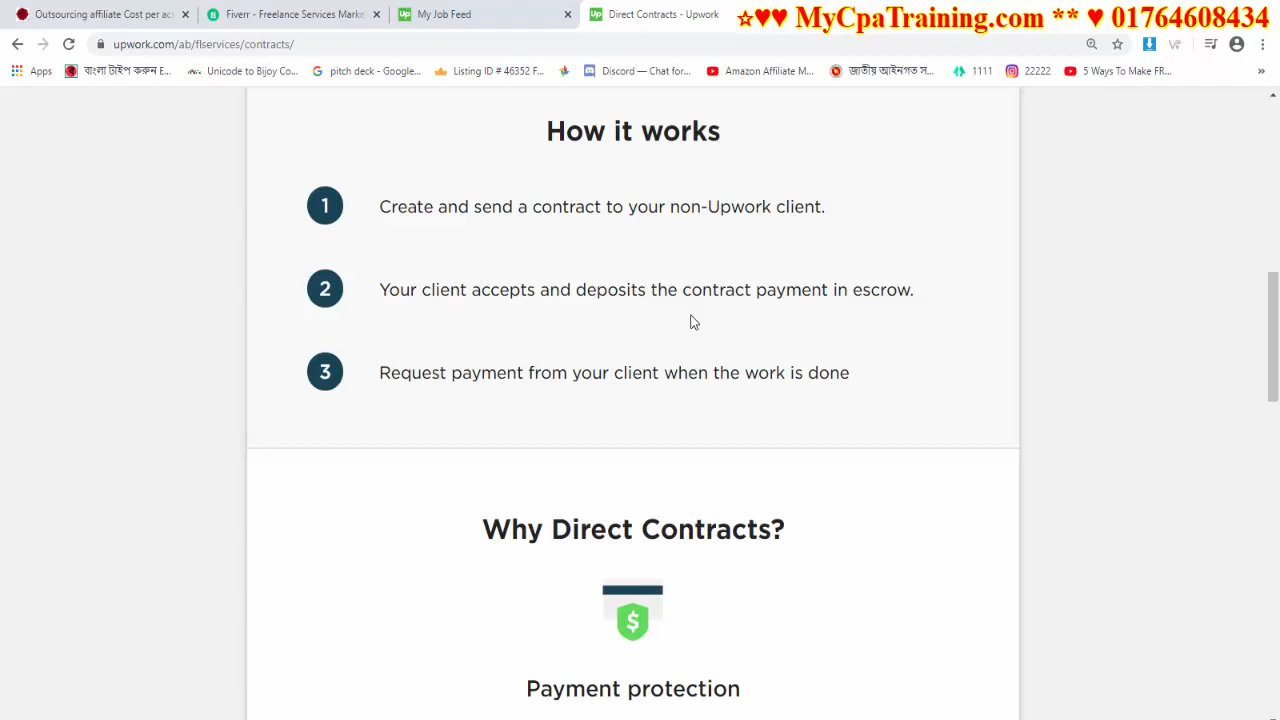 Outsourcing affiliate Cost per ac
Fiverr - Freelance Services Marke
My Job Feed
Direct Contracts - Upwork
☆♥♥ MyCpaTraining.com ** ♥ 01764608434
upwork.com/ab/flservices/contracts/
Apps
বাংলা টাইপ করুন E...
Unicode to Bijoy Co...
pitch deck - Google...
Listing ID # 46352 F...
Discord — Chat for...
Amazon Affiliate M...
জাতীয় আইনগত স...
1111
22222
5 Ways To Make FR...
»
How it works
1 Create and send a contract to your non-Upwork client.
2 Your client accepts and deposits the contract payment in escrow.
3 Request payment from your client when the work is done
Why Direct Contracts?
$
Payment protection